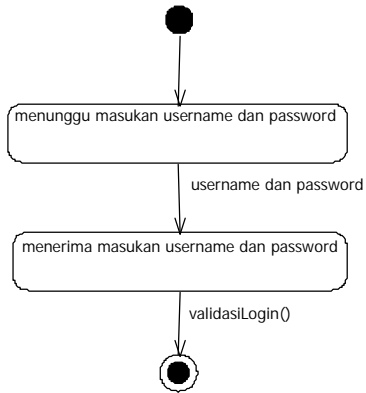 menunggu masukan username dan password
username dan password
menerima masukan username dan password
validasiLogin()